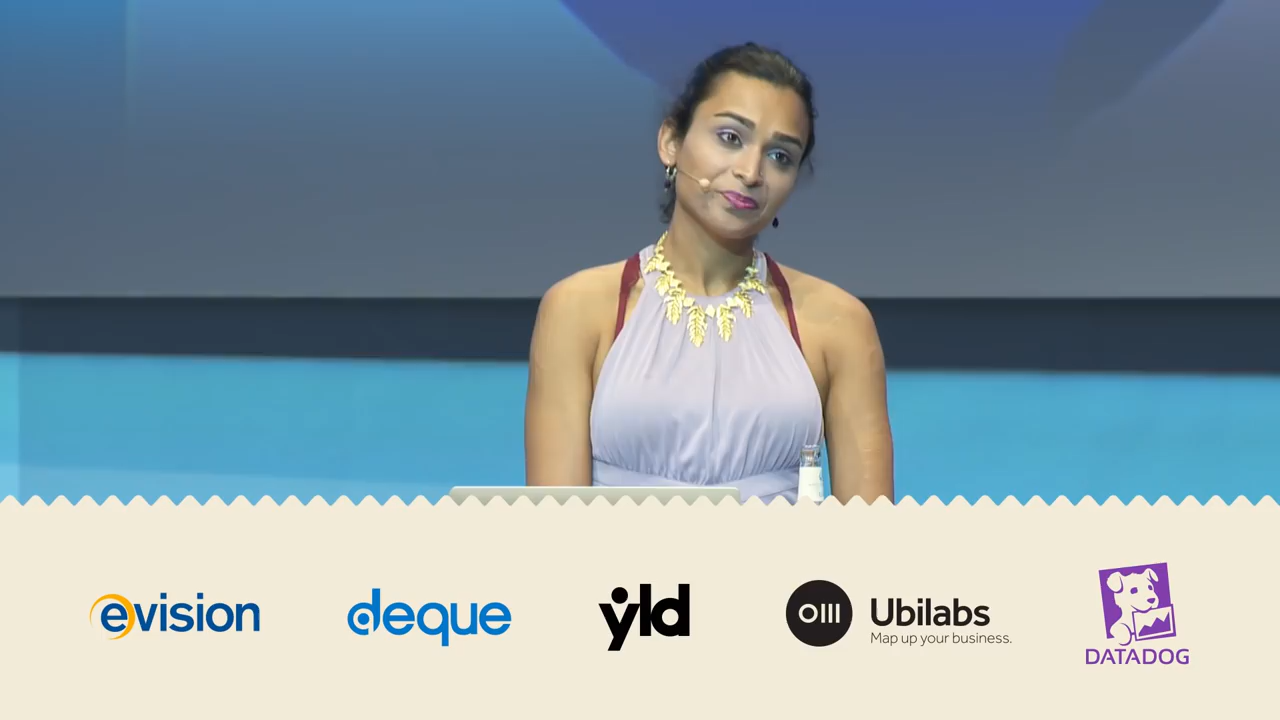 evision
deque
yld
Ubilabs
Map up your business.
DATADOG